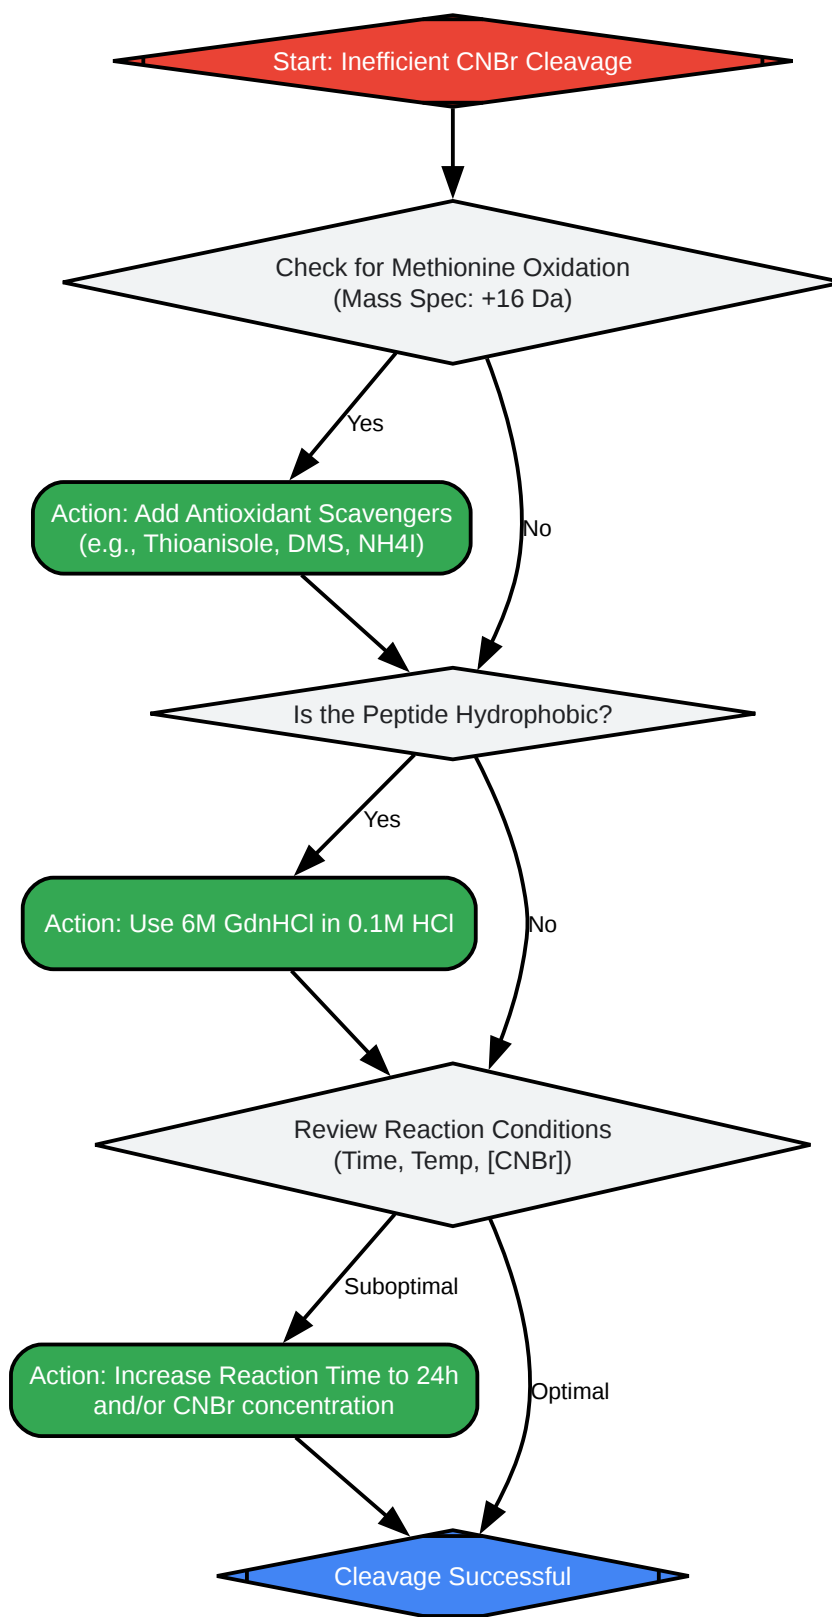 Start: Inefficient CNBr Cleavage
Check for Methionine Oxidation
(Mass Spec: +16 Da)
Yes
Action: Add Antioxidant Scavengers
(e.g., Thioanisole, DMS, NH4I)
No
Is the Peptide Hydrophobic?
Yes
Action: Use 6M GdnHCl in 0.1M HCl
No
Review Reaction Conditions
(Time, Temp, [CNBr])
Suboptimal
Action: Increase Reaction Time to 24h
and/or CNBr concentration
Optimal
Cleavage Successful